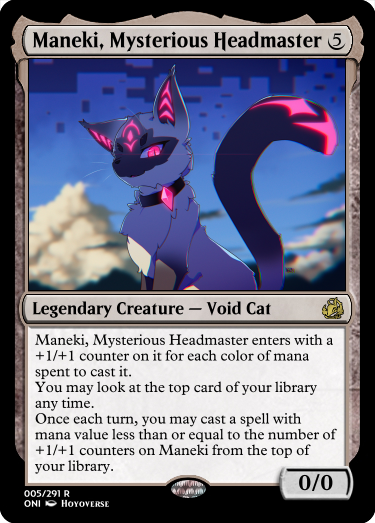 Maneki, Mysterious Headmaster 5
Legendary Creature — Void Cat
Maneki, Mysterious Headmaster enters with a
+1/+1 counter on it for each color of mana
spent to cast it.
You may look at the top card of your library
any time.
Once each turn, you may cast a spell with
mana value less than or equal to the number of
+1/+1 counters on Maneki from the top of
your library.
0/0
005/291 R
ONI Hoyoverse